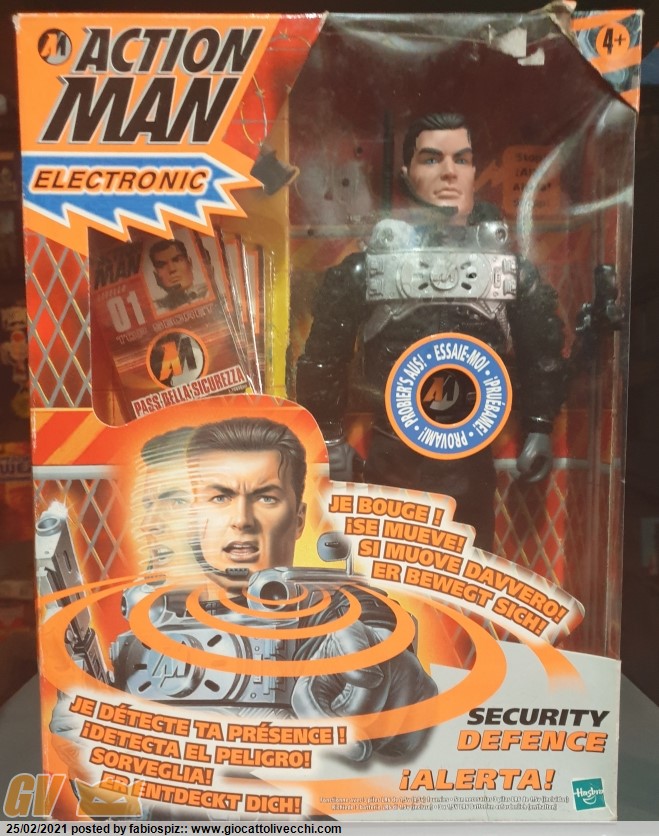 ACTION
MAN
4+
ELECTRONIC
MAN
01
TOP SECRET
PASS DELLA SICUREZZA
PROBIER'S AUS! • ESSAIE-MOI • ¡PRUÉBAME! • PROVAMI! •
JE BOUGE !
¡SE MUEVE!
SI MUOVE DAVVERO!
ER BEWEGT SICH!
JE DÉTECTE TA PRÉSENCE !
¡DETECTA EL PELIGRO!
SORVEGLIA!
ER ENTDECKT DICH!
SECURITY
DEFENCE
¡ALERTA!
Hasbro
GV
25/02/2021 posted by fabiospiz:: www.giocattolivecchi.com